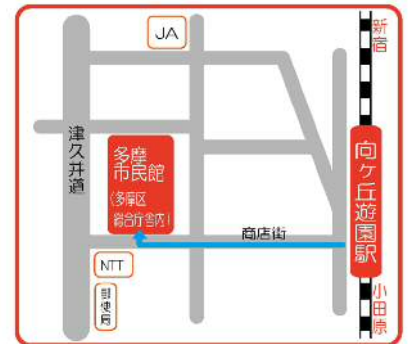 JA
新宿
津久井道
多摩
市民館
(多摩区
総合庁舎内)
向ヶ丘遊園駅
商店街
NTT
郵便局
小田原